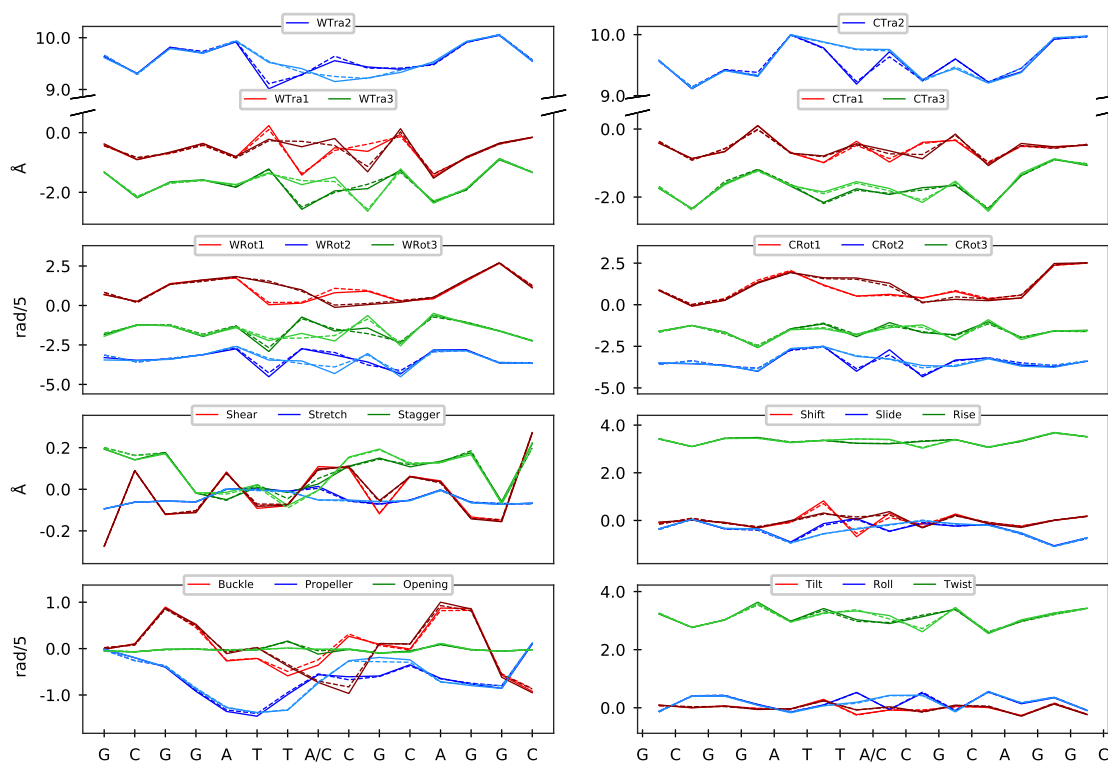 WTra2
10.0
9.0
WTra1 WTra3
0.0
-2.0
Å
WRot1 WRot2 WRot3
2.5
0.0
-2.5
-5.0
rad/5
Shear Stretch Stagger
0.2
0.0
-0.2
Å
Buckle Propeller Opening
1.0
0.0
-1.0
rad/5
G C G G A T T A/C C G C A G G C
CTra2
10.0
9.0
CTra1 CTra3
0.0
-2.0
CRot1 CRot2 CRot3
2.5
0.0
-2.5
-5.0
Shift Slide Rise
4.0
2.0
0.0
Tilt Roll Twist
4.0
2.0
0.0
G C G G A T T A/C C G C A G G C